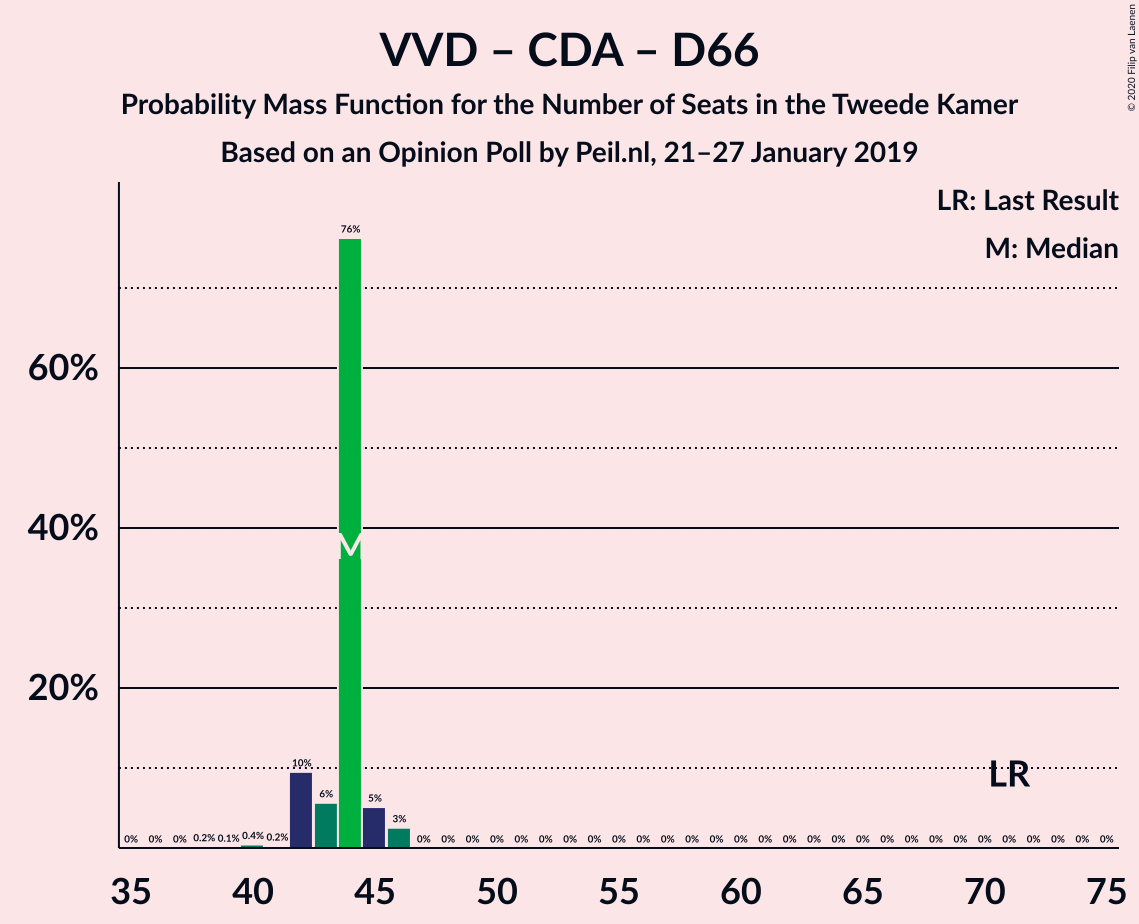 VVD – CDA – D66
Probability Mass Function for the Number of Seats in the Tweede Kamer
Based on an Opinion Poll by Peil.nl, 21–27 January 2019
© 2020 Filip van Laenen
LR: Last Result
M: Median
60%
40%
20%
76%
M
LR
0% 0% 0% 0.2% 0.1% 0.4% 0.2% 10% 6% 5% 3% 0% 0% 0% 0% 0% 0% 0% 0% 0% 0% 0% 0% 0% 0% 0% 0% 0% 0% 0% 0% 0% 0% 0% 0% 0% 0% 0% 0% 0% 0%
35 40 45 50 55 60 65 70 75